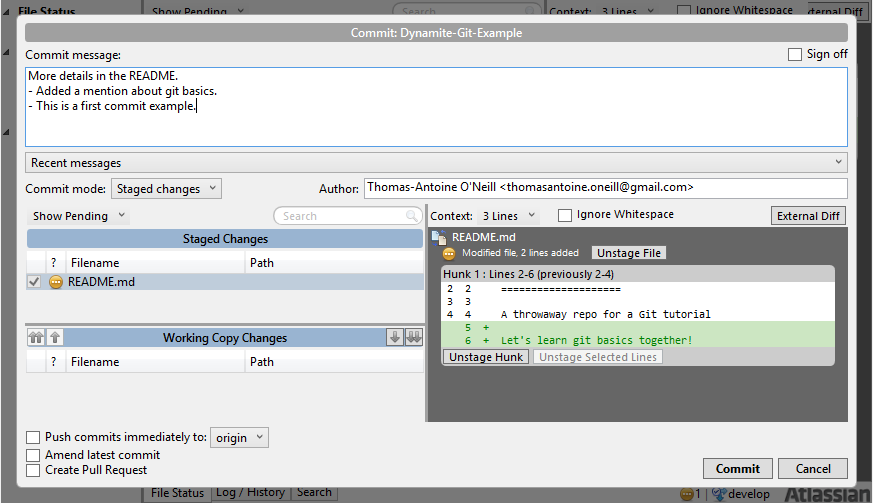 File Status Show Pending Search Context: 3 Lines Ignore Whitespace External Diff
Commit: Dynamite-Git-Example
Commit message: Sign off
More details in the README.
- Added a mention about git basics.
- This is a first commit example.
Recent messages
Commit mode: Staged changes Author: Thomas-Antoine O'Neill <thomasantoine.oneill@gmail.com>
Show Pending Search Context: 3 Lines Ignore Whitespace External Diff
Staged Changes
? Filename Path
README.md
README.md
Modified file, 2 lines added Unstage File
Hunk 1 : Lines 2-6 (previously 2-4)
2 2 ====================
3 3
4 4 A throwaway repo for a Git tutorial
5 +
6 + Let's learn git basics together!
Unstage Hunk Unstage Selected Lines
Working Copy Changes
? Filename Path
Push commits immediately to: origin
Amend latest commit
Create Pull Request
Commit Cancel
File Status Log / History Search 1 develop Atlassian